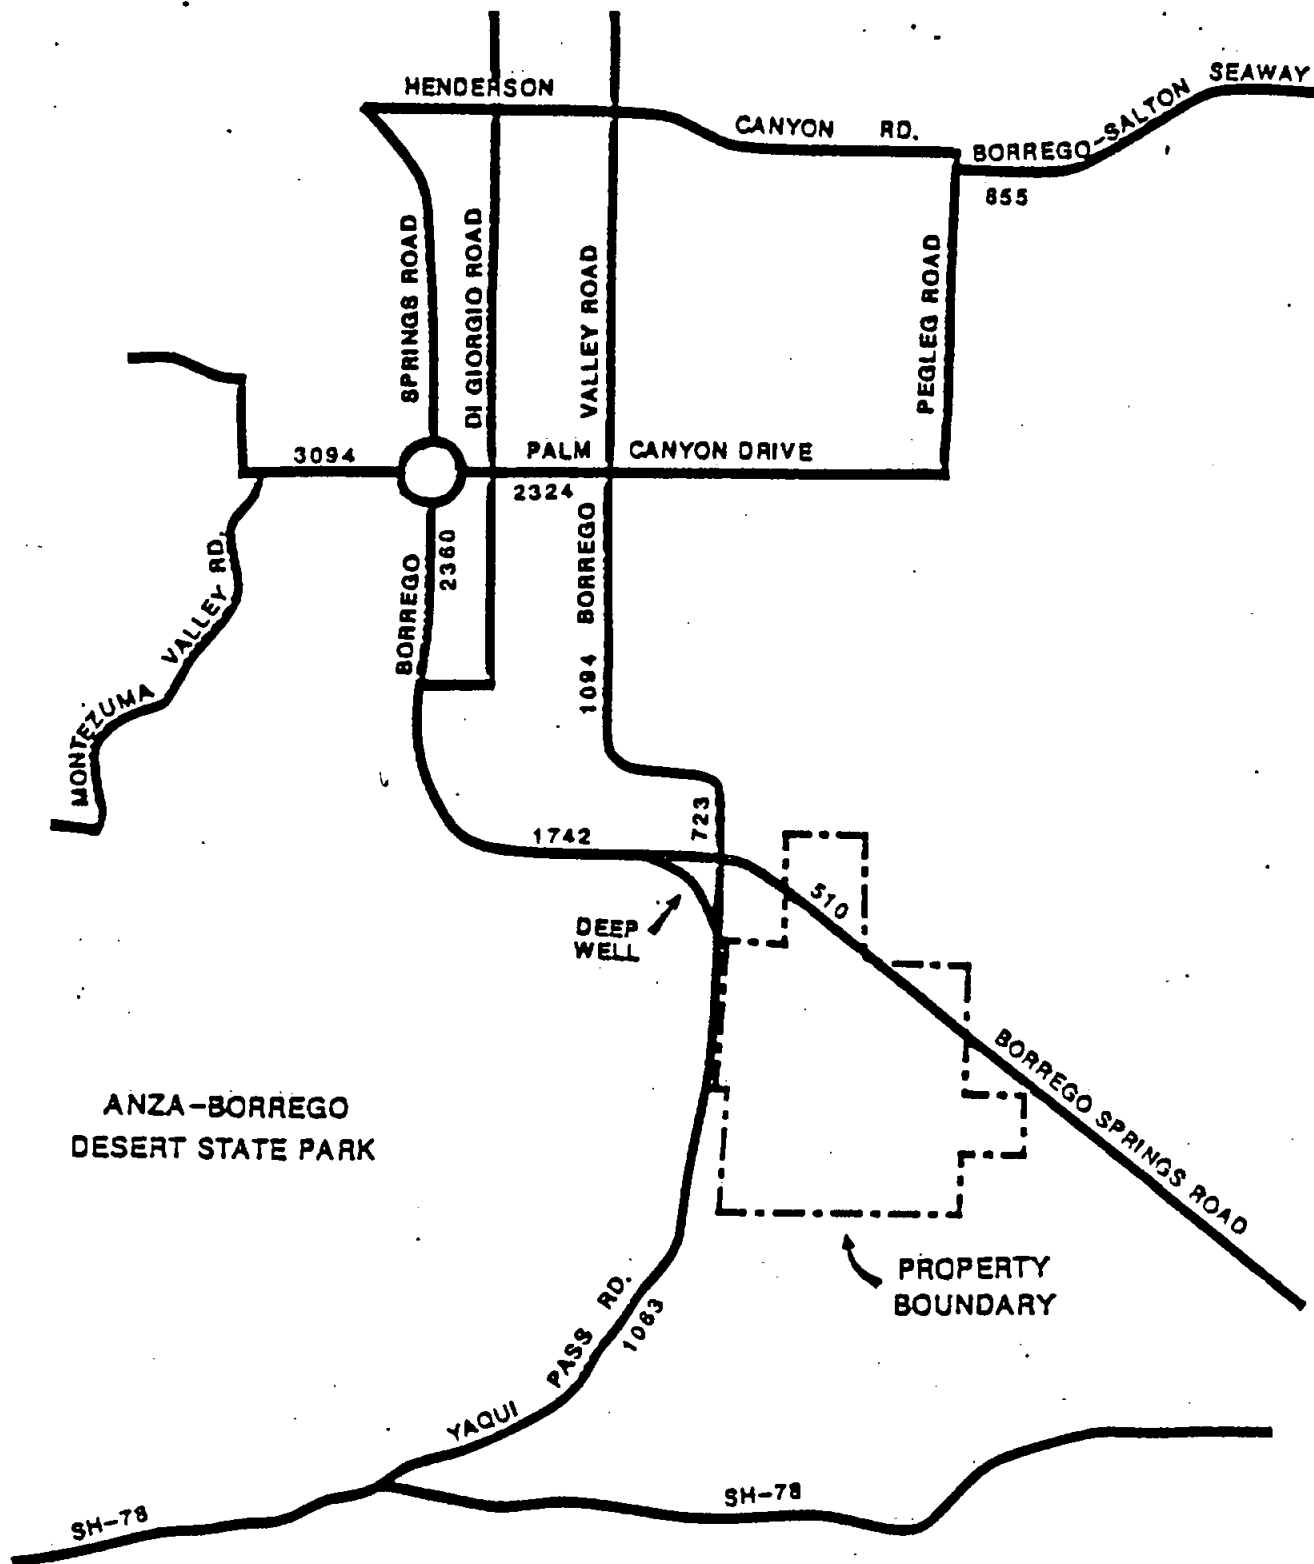 HENDERSON
CANYON RD.
BORREGO-SALTON SEAWAY
855
SPRINGS ROAD
DI GIORGIO ROAD
VALLEY ROAD
PEGLEG ROAD
3094
PALM CANYON DRIVE
2324
BORREGO
2360
BORREGO
1094
MONTEZUMA VALLEY RD.
1742
723
510
DEEP
WELL
BORREGO SPRINGS ROAD
ANZA-BORREGO
DESERT STATE PARK
PROPERTY
BOUNDARY
YAQUI PASS RD.
1063
SH-78
SH-78